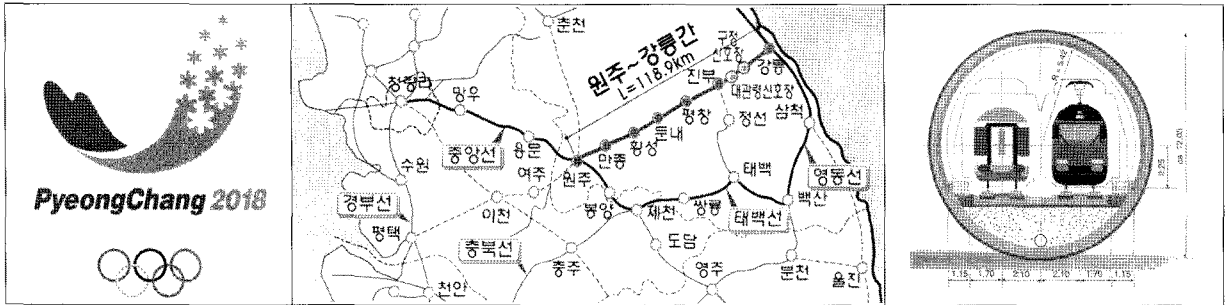 PyeongChang 2018
춘천
원주~강릉간
L=118.9km
구정
신호장
강릉
진부
대관령신호장
평창
둔내
횡성
만종
정선
삼척
청량리
망우
중앙선
용문
여주
원주
수원
경부선
이천
평택
충북선
천안
충주
봉양
제천
쌍룡
태백
태백선
영동선
백산
도담
영주
분천
울진
2.25
1.15
1.70
2.10
2.10
1.70
1.15